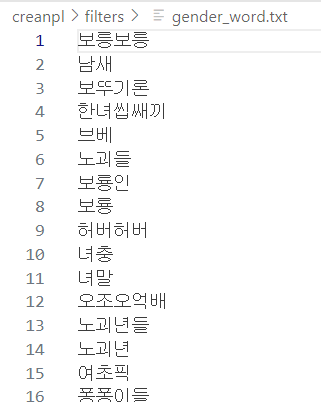 creanpl > filters > gender_word.txt
1 보릉보릉
2 남새
3 보뚜기론
4 한녀씹쌔끼
5 브베
6 노괴들
7 보룡인
8 보룡
9 허버허버
10 녀충
11 녀말
12 오조오억배
13 노괴년들
14 노괴년
15 여초픽
16 퐁퐁이들